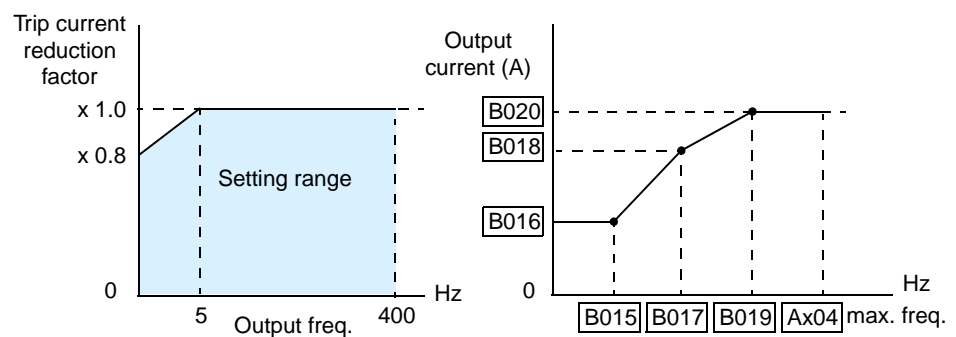 Trip current
reduction
factor
x 1.0
x 0.8
Setting range
0
5
Output freq.
400
Hz
Output
current (A)
B020
B018
B016
0
Hz
B015
B017
B019
Ax04
max. freq.